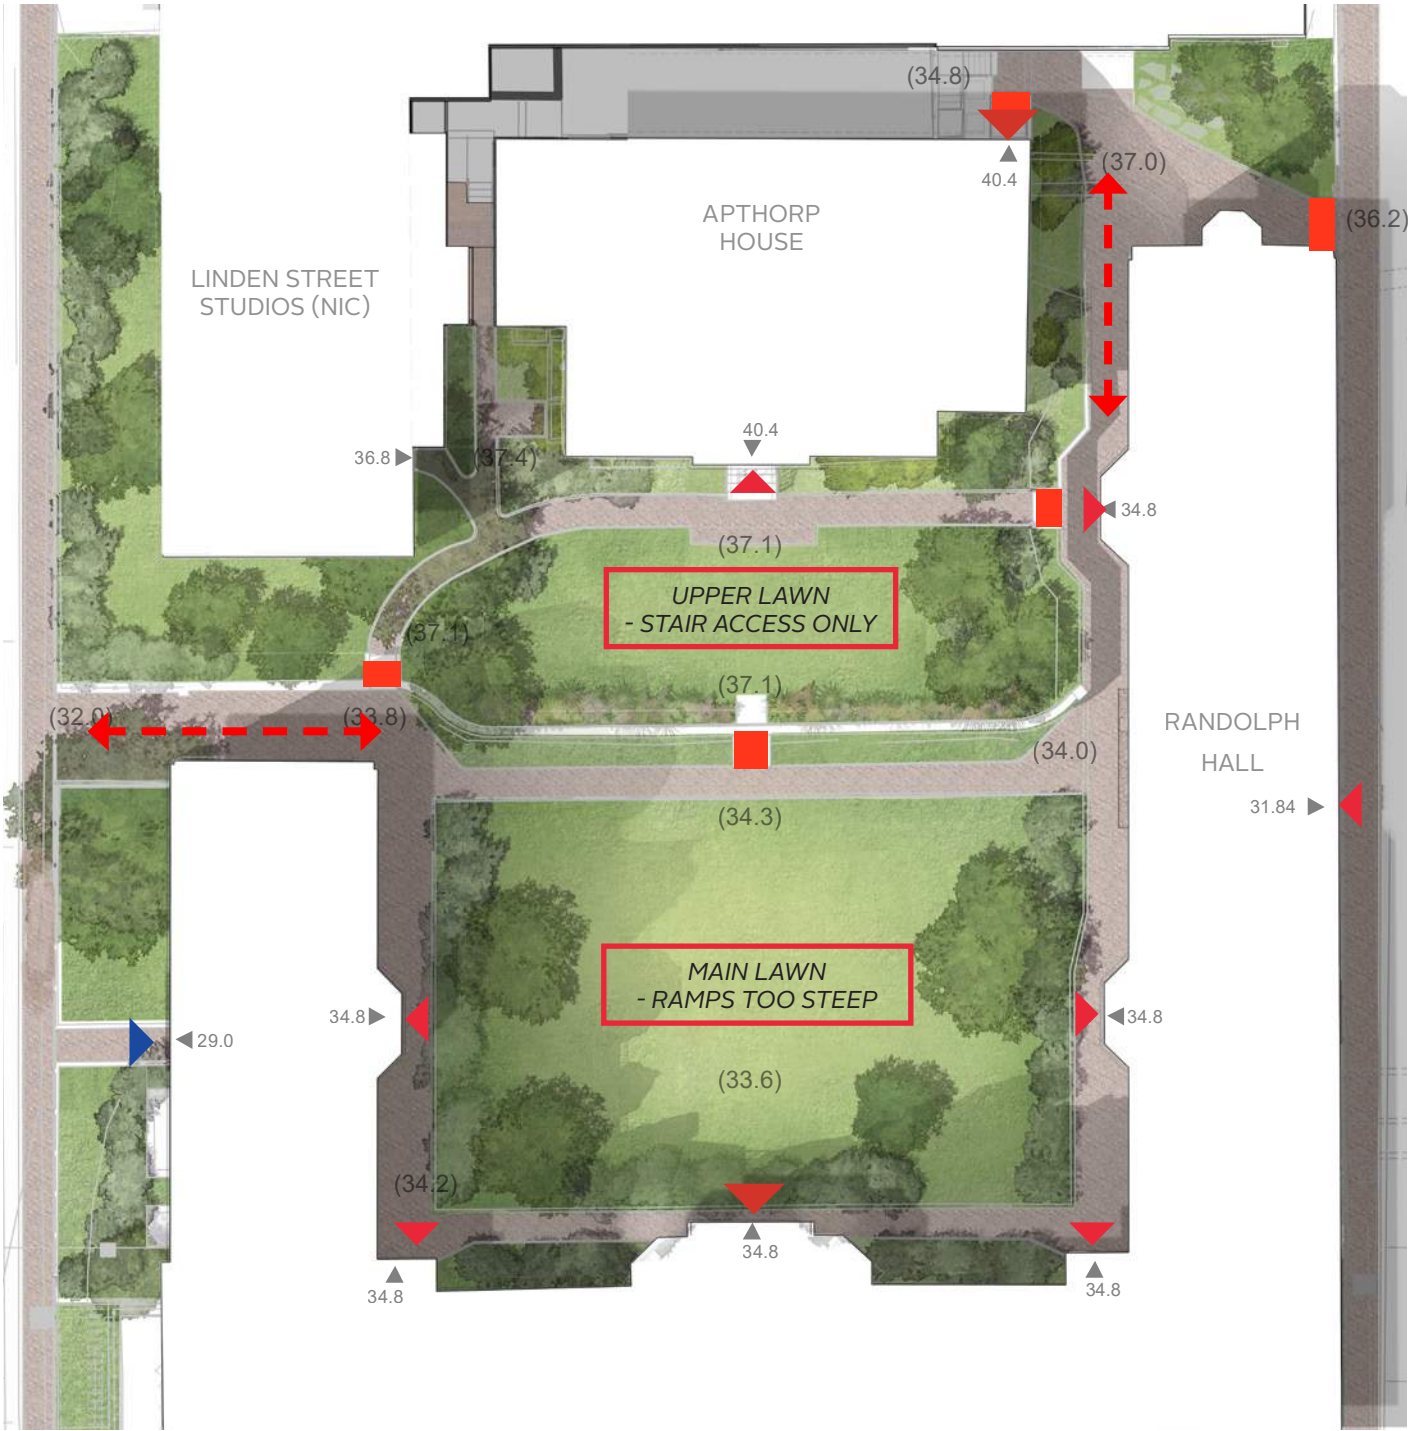 (34.8)
40.4
(37.0)
(36.2)
APTHORP
HOUSE
LINDEN STREET
STUDIOS (NIC)
40.4
36.8
(37.4)
34.8
(37.1)
UPPER LAWN
- STAIR ACCESS ONLY
(37.1)
(37.1)
(32.0)
(33.8)
(34.0)
RANDOLPH
HALL
31.84
(34.3)
MAIN LAWN
- RAMPS TOO STEEP
34.8
34.8
29.0
(33.6)
(34.2)
34.8
34.8
34.8